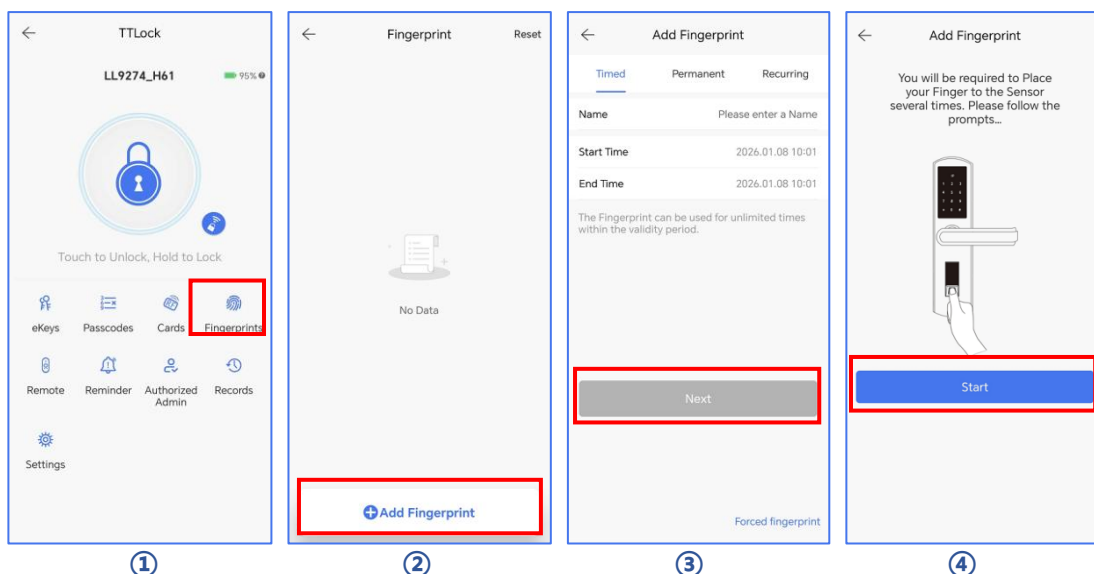 TTLock
LL9274_H61
95%
Touch to Unlock, Hold to Lock
eKeys
Passcodes
Cards
Fingerprints
Remote
Reminder
Authorized
Admin
Records
Settings
①
Fingerprint
Reset
No Data
Add Fingerprint
②
Add Fingerprint
Timed
Permanent
Recurring
Name
Please enter a Name
Start Time
2026.01.08 10:01
End Time
2026.01.08 10:01
The Fingerprint can be used for unlimited times
within the validity period.
Next
Forced fingerprint
③
Add Fingerprint
You will be required to Place
your Finger to the Sensor
several times. Please follow the
prompts...
Start
④